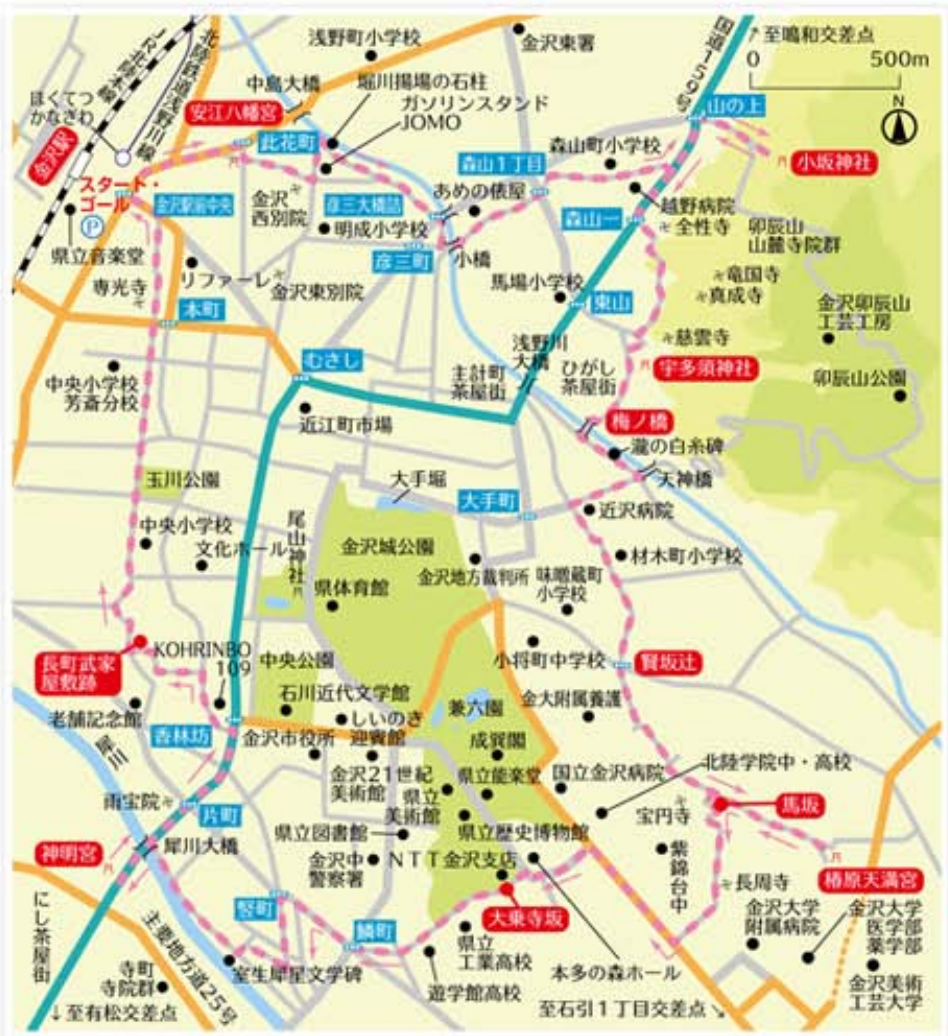 浅野町小学校
金沢東署
国道159号
↗至鳴和交差点
0 500m
N
北陸鉄道浅野川線
JR北陸本線
ほくてつ
かなざわ
金沢駅
中島大橋
堀川揚場の石柱
ガソリンスタンド
JOMO
安江八幡宮
此花町
山の上
小坂神社
森山町小学校
森山1丁目
あめの俵屋
越野病院
全性寺
卯辰山
山麓寺院群
スタート・
ゴール
P
金沢駅前中央
金沢
西別院
彦三大橋詰
明成小学校
彦三町
小橋
森山一
県立音楽堂
リファーレ
金沢東別院
専光寺
馬場小学校
東山
竜国寺
真成寺
金沢卯辰山
工芸工房
本町
むさし
浅野川
大橋
主計町
茶屋街
ひがし
茶屋街
慈雲寺
宇多須神社
卯辰山公園
中央小学校
芳斎分校
近江町市場
梅ノ橋
瀧の白糸碑
天神橋
玉川公園
大手堀
大手町
近沢病院
中央小学校
文化ホール
尾山神社
金沢城公園
金沢地方裁判所
味噌蔵町
小学校
材木町小学校
県体育館
長町武家
屋敷跡
KOHRINBO
109
中央公園
小将町中学校
賢坂辻
石川近代文学館
兼六園
金大附属養護
老舗記念館
香林坊
しいのき
迎賓館
金沢市役所
成巽閣
北陸学院中・高校
犀川
金沢21世紀
美術館
県立能楽堂
国立金沢病院
県立
美術館
宝円寺
馬坂
雨宝院
片町
県立図書館
県立歴史博物館
神明宮
犀川大橋
金沢中
警察署
NTT金沢支店
紫錦台中
長周寺
椿原天満宮
竪町
大乗寺坂
金沢大学
附属病院
金沢大学
医学部
薬学部
にし茶屋街
主要地方道25号
鱗町
県立
工業高校
本多の森ホール
金沢美術
工芸大学
寺町
寺院群
室生犀星文学碑
遊学館高校
↓至有松交差点
至石引1丁目交差点↘